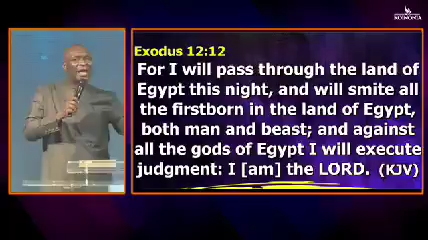 KOINONIA
Exodus 12:12
For I will pass through the land of
Egypt this night, and will smite all
the firstborn in the land of Egypt,
both man and beast; and against
all the gods of Egypt I will execute
judgment: I [am] the LORD. (KJV)